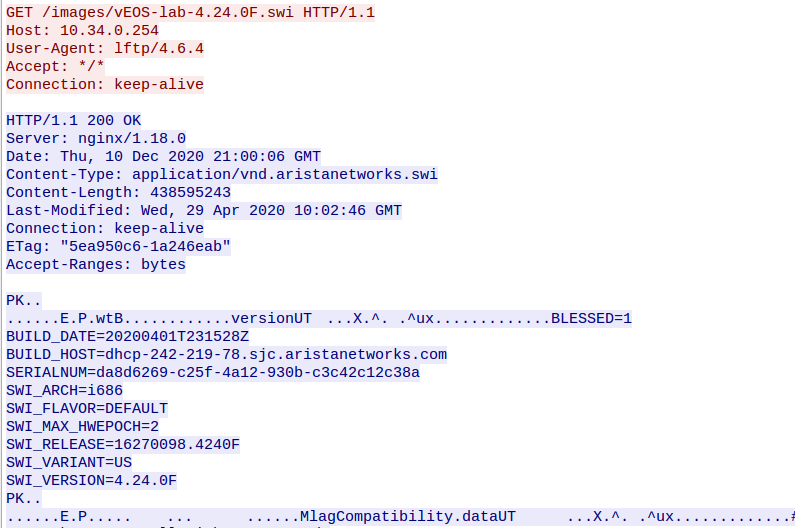 GET /images/vEOS-lab-4.24.0F.swi HTTP/1.1
Host: 10.34.0.254
User-Agent: lftp/4.6.4
Accept: */*
Connection: keep-alive

HTTP/1.1 200 OK
Server: nginx/1.18.0
Date: Thu, 10 Dec 2020 21:00:06 GMT
Content-Type: application/vnd.aristanetworks.swi
Content-Length: 438595243
Last-Modified: Wed, 29 Apr 2020 10:02:46 GMT
Connection: keep-alive
ETag: "5ea950c6-1a246eab"
Accept-Ranges: bytes

PK..
......E.P.wtB............versionUT  ...X.^. .^ux.............BLESSED=1
BUILD_DATE=20200401T231528Z
BUILD_HOST=dhcp-242-219-78.sjc.aristanetworks.com
SERIALNUM=da8d6269-c25f-4a12-930b-c3c42c12c38a
SWI_ARCH=i686
SWI_FLAVOR=DEFAULT
SWI_MAX_HWEPOCH=2
SWI_RELEASE=16270098.4240F
SWI_VARIANT=US
SWI_VERSION=4.24.0F
PK..
......E.P.....    ...      ......MlagCompatibility.dataUT      ...X.^. .^ux.............#